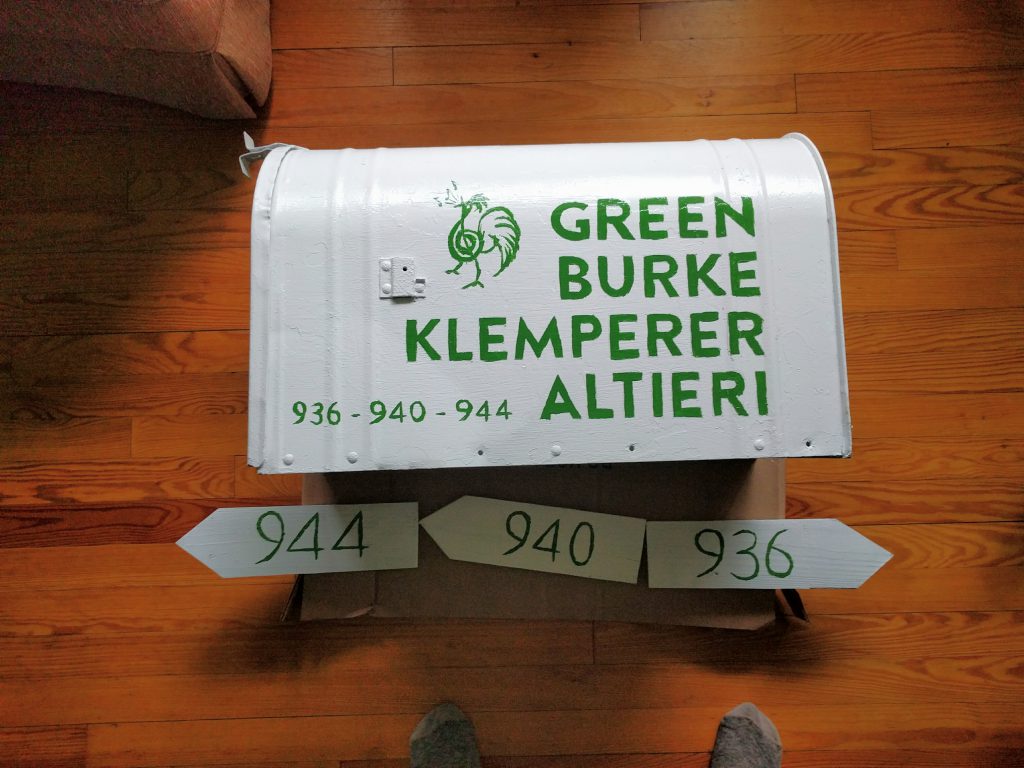 GREEN
BURKE
KLEMPERER
936 - 940 - 944 ALTIERI
944 940 936